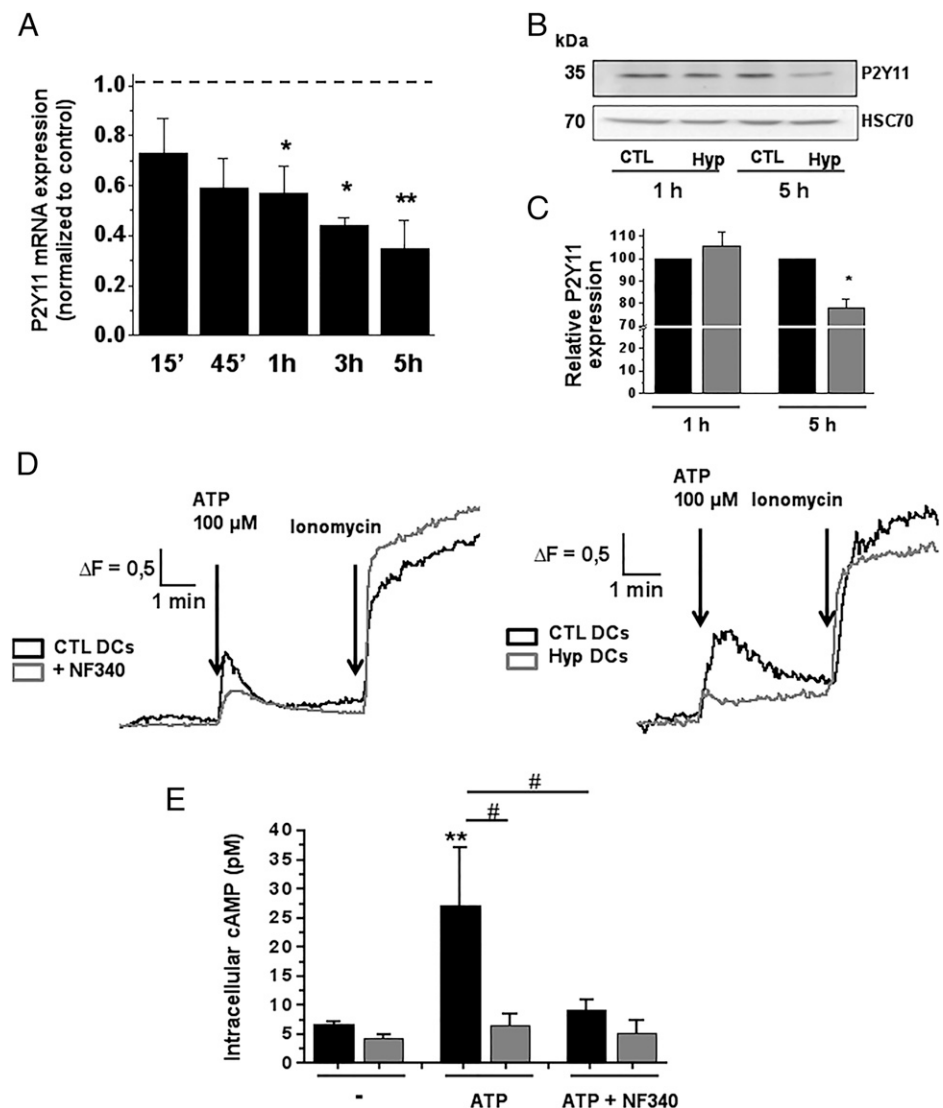 A
P2Y11 mRNA expression
(normalized to control)
1.0
0.8
0.6
0.4
0.2
0.0
*
*
**
15’ 45’ 1h 3h 5h
B
kDa
35 P2Y11
70 HSC70
CTL Hyp CTL Hyp
1 h 5 h
C
Relative P2Y11
expression
110
100
90
80
70
20
10
0
*
1 h 5 h
D
ATP
100 µM
Ionomycin
ΔF = 0,5
1 min
CTL DCs
+ NF340
ATP
100 µM
Ionomycin
ΔF = 0,5
1 min
CTL DCs
Hyp DCs
E
Intracellular cAMP (pM)
40
35
30
25
20
15
10
5
0
#
#
**
- ATP ATP + NF340